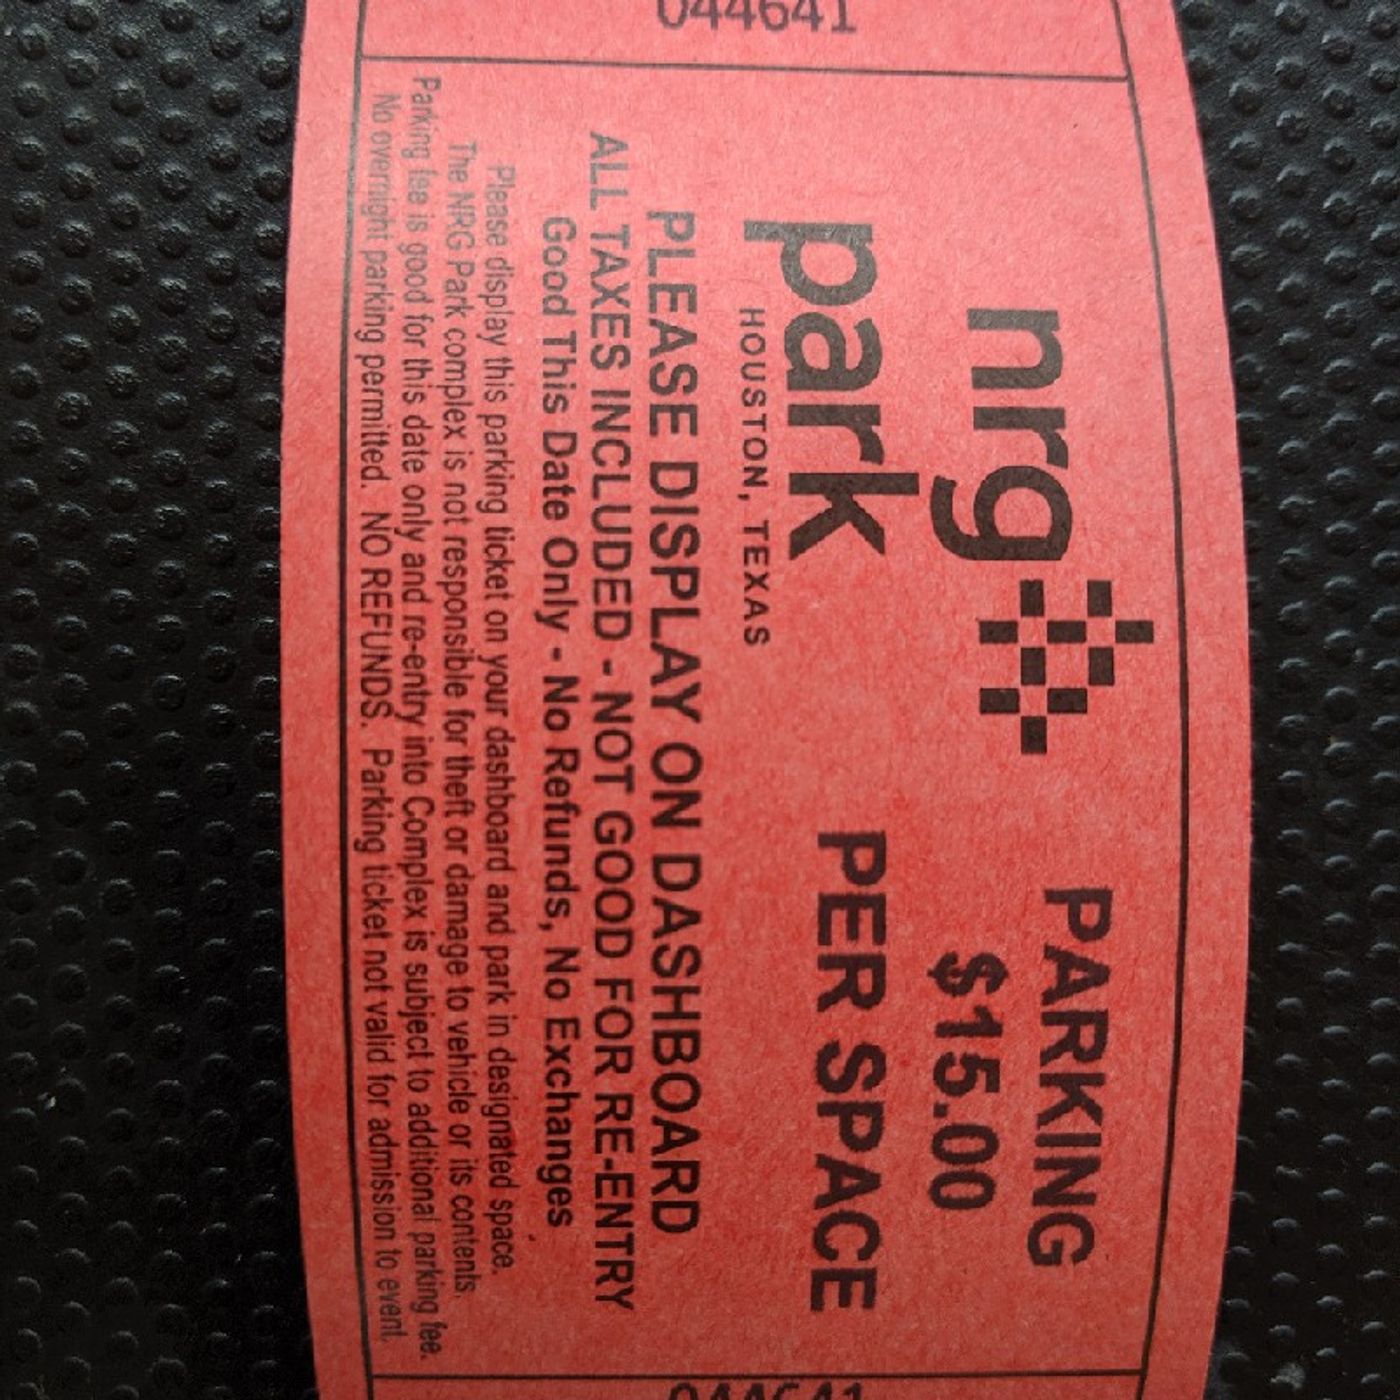 044641
nrg
park
HOUSTON, TEXAS
PARKING
$15.00
PER SPACE
PLEASE DISPLAY ON DASHBOARD
ALL TAXES INCLUDED - NOT GOOD FOR RE-ENTRY
Good This Date Only - No Refunds, No Exchanges
Please display this parking ticket on your dashboard and park in designated space.
The NRG Park complex is not responsible for theft or damage to vehicle or its contents.
Parking fee is good for this date only and re-entry into Complex is subject to additional parking fee.
No overnight parking permitted. NO REFUNDS. Parking ticket not valid for admission to event.
044641